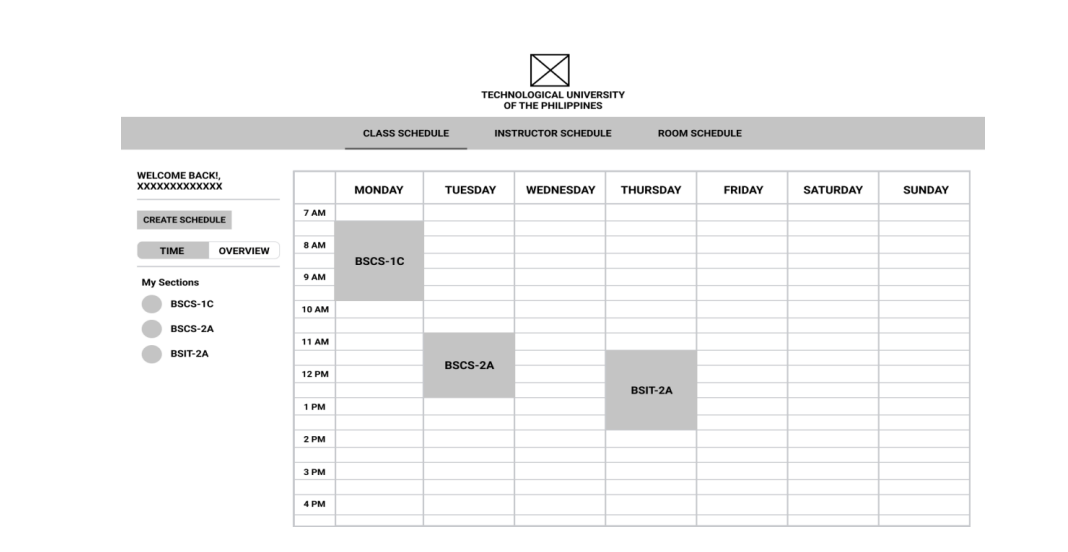 TECHNOLOGICAL UNIVERSITY
OF THE PHILIPPINES
CLASS SCHEDULE INSTRUCTOR SCHEDULE ROOM SCHEDULE
WELCOME BACK!,
XXXXXXXXXXXXX
CREATE SCHEDULE
TIME OVERVIEW
My Sections
BSCS-1C
BSCS-2A
BSIT-2A
MONDAY TUESDAY WEDNESDAY THURSDAY FRIDAY SATURDAY SUNDAY
7 AM
8 AM
BSCS-1C
9 AM
10 AM
11 AM
BSCS-2A
12 PM
BSIT-2A
1 PM
2 PM
3 PM
4 PM